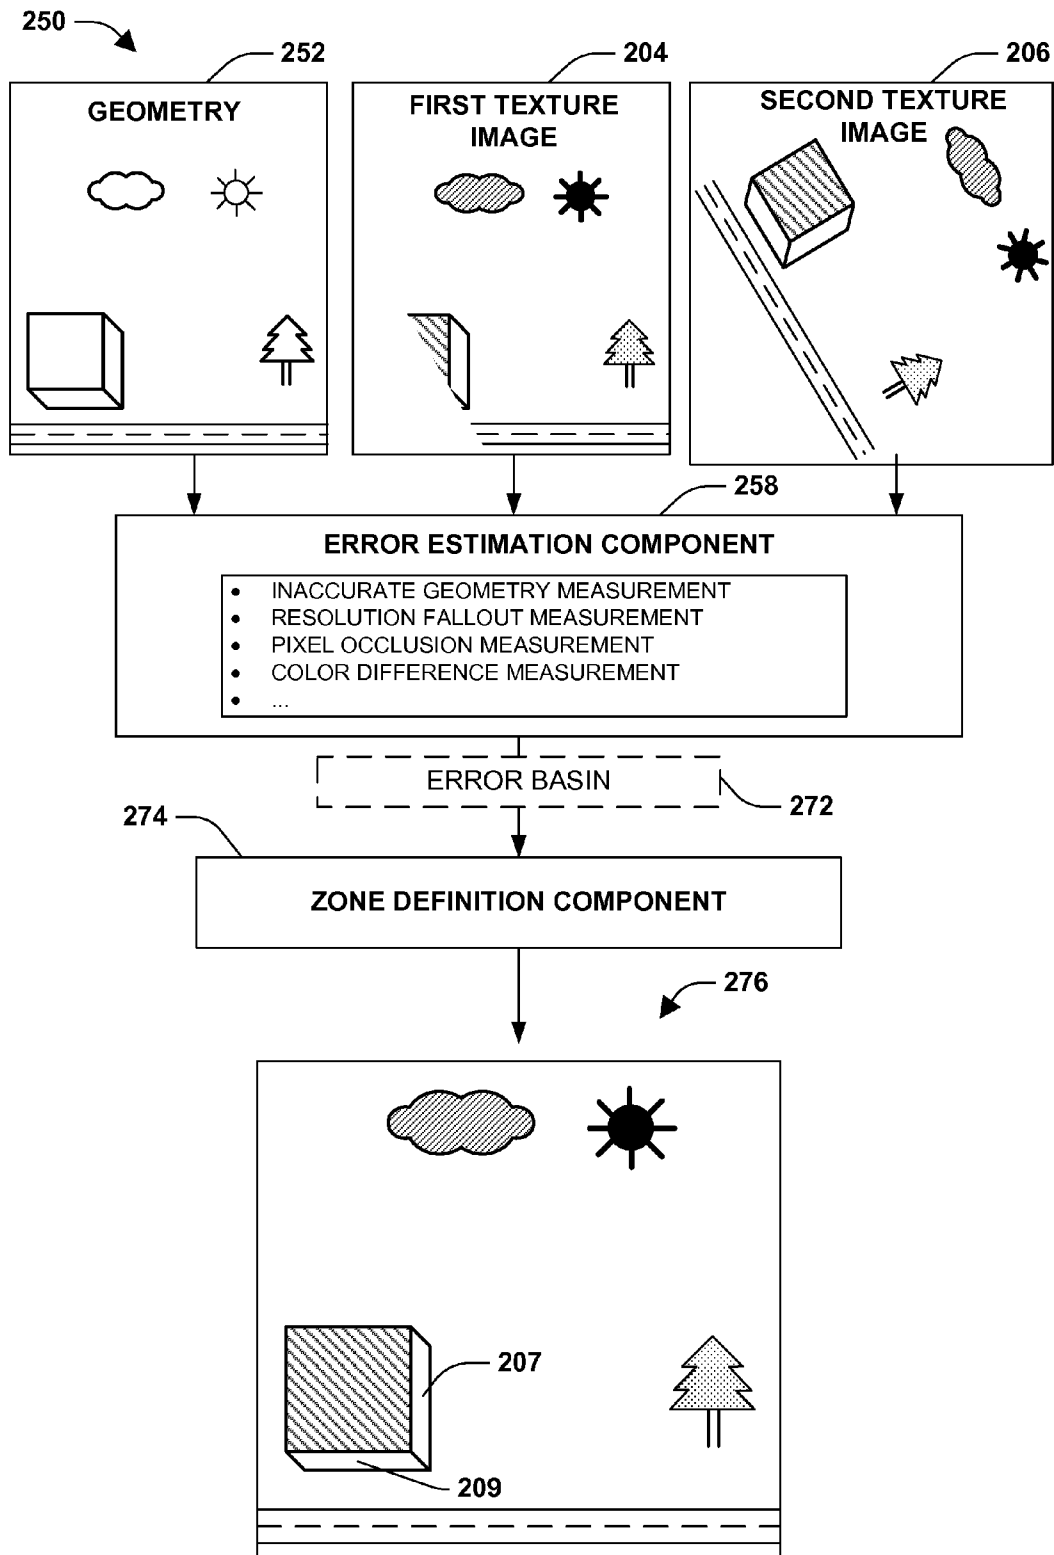 250
252
204
206
GEOMETRY
FIRST TEXTURE
IMAGE
SECOND TEXTURE
IMAGE
258
ERROR ESTIMATION COMPONENT
• INACCURATE GEOMETRY MEASUREMENT
• RESOLUTION FALLOUT MEASUREMENT
• PIXEL OCCLUSION MEASUREMENT
• COLOR DIFFERENCE MEASUREMENT
• ...
ERROR BASIN
272
274
ZONE DEFINITION COMPONENT
276
207
209